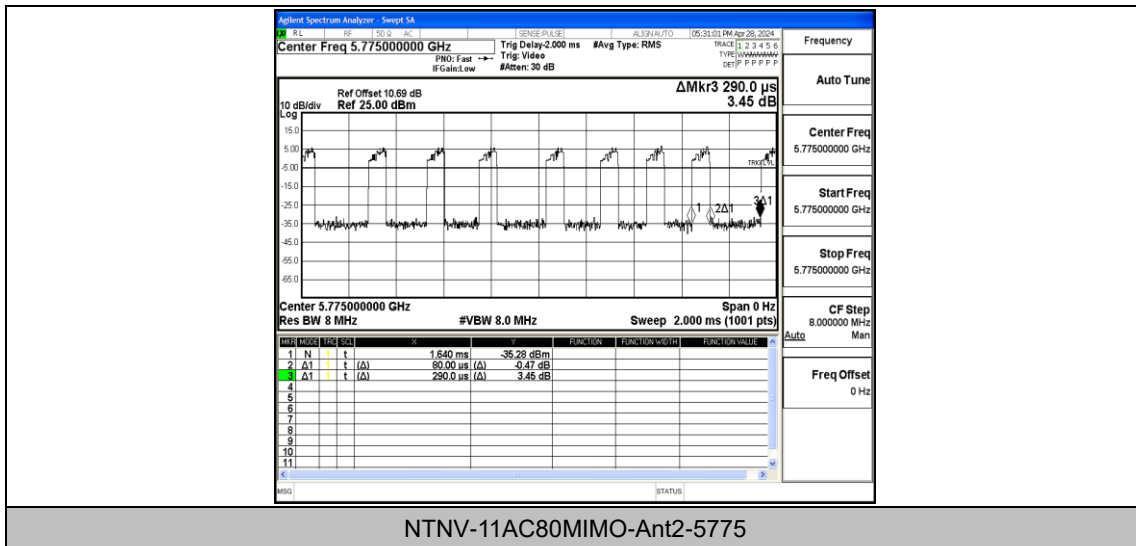 Agilent Spectrum Analyzer - Swept SA
RL RF 50 Ω AC SENSE:PULSE ALIGN AUTO 05:31:01 PM Apr 28, 2024
Center Freq 5.775000000 GHz Trig Delay-2.000 ms #Avg Type: RMS TRACE 1 2 3 4 5 6
PNO: Fast Trig: Video TYPE
IFGain:Low #Atten: 30 dB DET P P P P P P
ΔMkr3 290.0 µs
3.45 dB
Ref Offset 10.69 dB
10 dB/div Ref 25.00 dBm
Log
15.0
5.00
-5.00
TRIG LVL
-15.0
-25.0
1 2Δ1 3Δ1
-35.0
-45.0
-55.0
-65.0
Center 5.775000000 GHz Span 0 Hz
Res BW 8 MHz #VBW 8.0 MHz Sweep 2.000 ms (1001 pts)
MKR MODE TRC SCL X Y FUNCTION FUNCTION WIDTH FUNCTION VALUE
1 N 1 t 1.640 ms -35.28 dBm
2 Δ1 1 t (Δ) 80.00 µs (Δ) -0.47 dB
3 Δ1 1 t (Δ) 290.0 µs (Δ) 3.45 dB
4
5
6
7
8
9
10
11
MSG STATUS
Frequency
Auto Tune
Center Freq
5.775000000 GHz
Start Freq
5.775000000 GHz
Stop Freq
5.775000000 GHz
CF Step
8.000000 MHz
Auto Man
Freq Offset
0 Hz
NTNV-11AC80MIMO-Ant2-5775